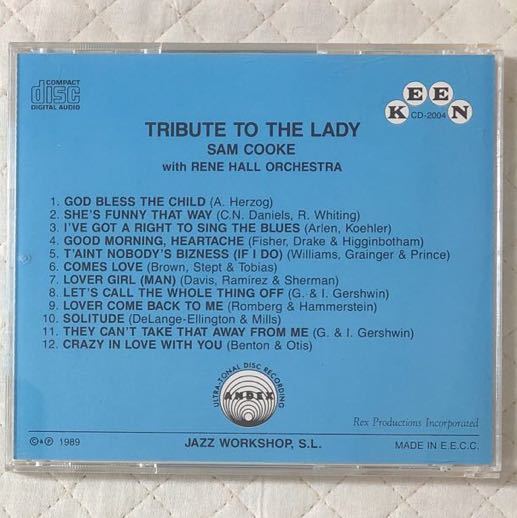 COMPACT
disc
DIGITAL AUDIO
KEEN
CD-2004
TRIBUTE TO THE LADY
SAM COOKE
with RENE HALL ORCHESTRA
1. GOD BLESS THE CHILD (A. Herzog)
2. SHE'S FUNNY THAT WAY (C.N. Daniels, R. Whiting)
3. I'VE GOT A RIGHT TO SING THE BLUES (Arlen, Koehler)
4. GOOD MORNING, HEARTACHE (Fisher, Drake & Higginbotham)
5. T'AINT NOBODY'S BIZNESS (IF I DO) (Williams, Grainger & Prince)
6. COMES LOVE (Brown, Stept & Tobias)
7. LOVER GIRL (MAN) (Davis, Ramírez & Sherman)
8. LET'S CALL THE WHOLE THING OFF (G. & I. Gershwin)
9. LOVER COME BACK TO ME (Romberg & Hammerstein)
10. SOLITUDE (DeLange-Ellington & Mills)
11. THEY CAN'T TAKE THAT AWAY FROM ME (G. & I. Gershwin)
12. CRAZY IN LOVE WITH YOU (Benton & Otis)
ULTRA-TONAL DISC RECORDING
ANDEX
Rex Productions Incorporated
©&℗ 1989
JAZZ WORKSHOP, S.L.
MADE IN E.E.C.C.